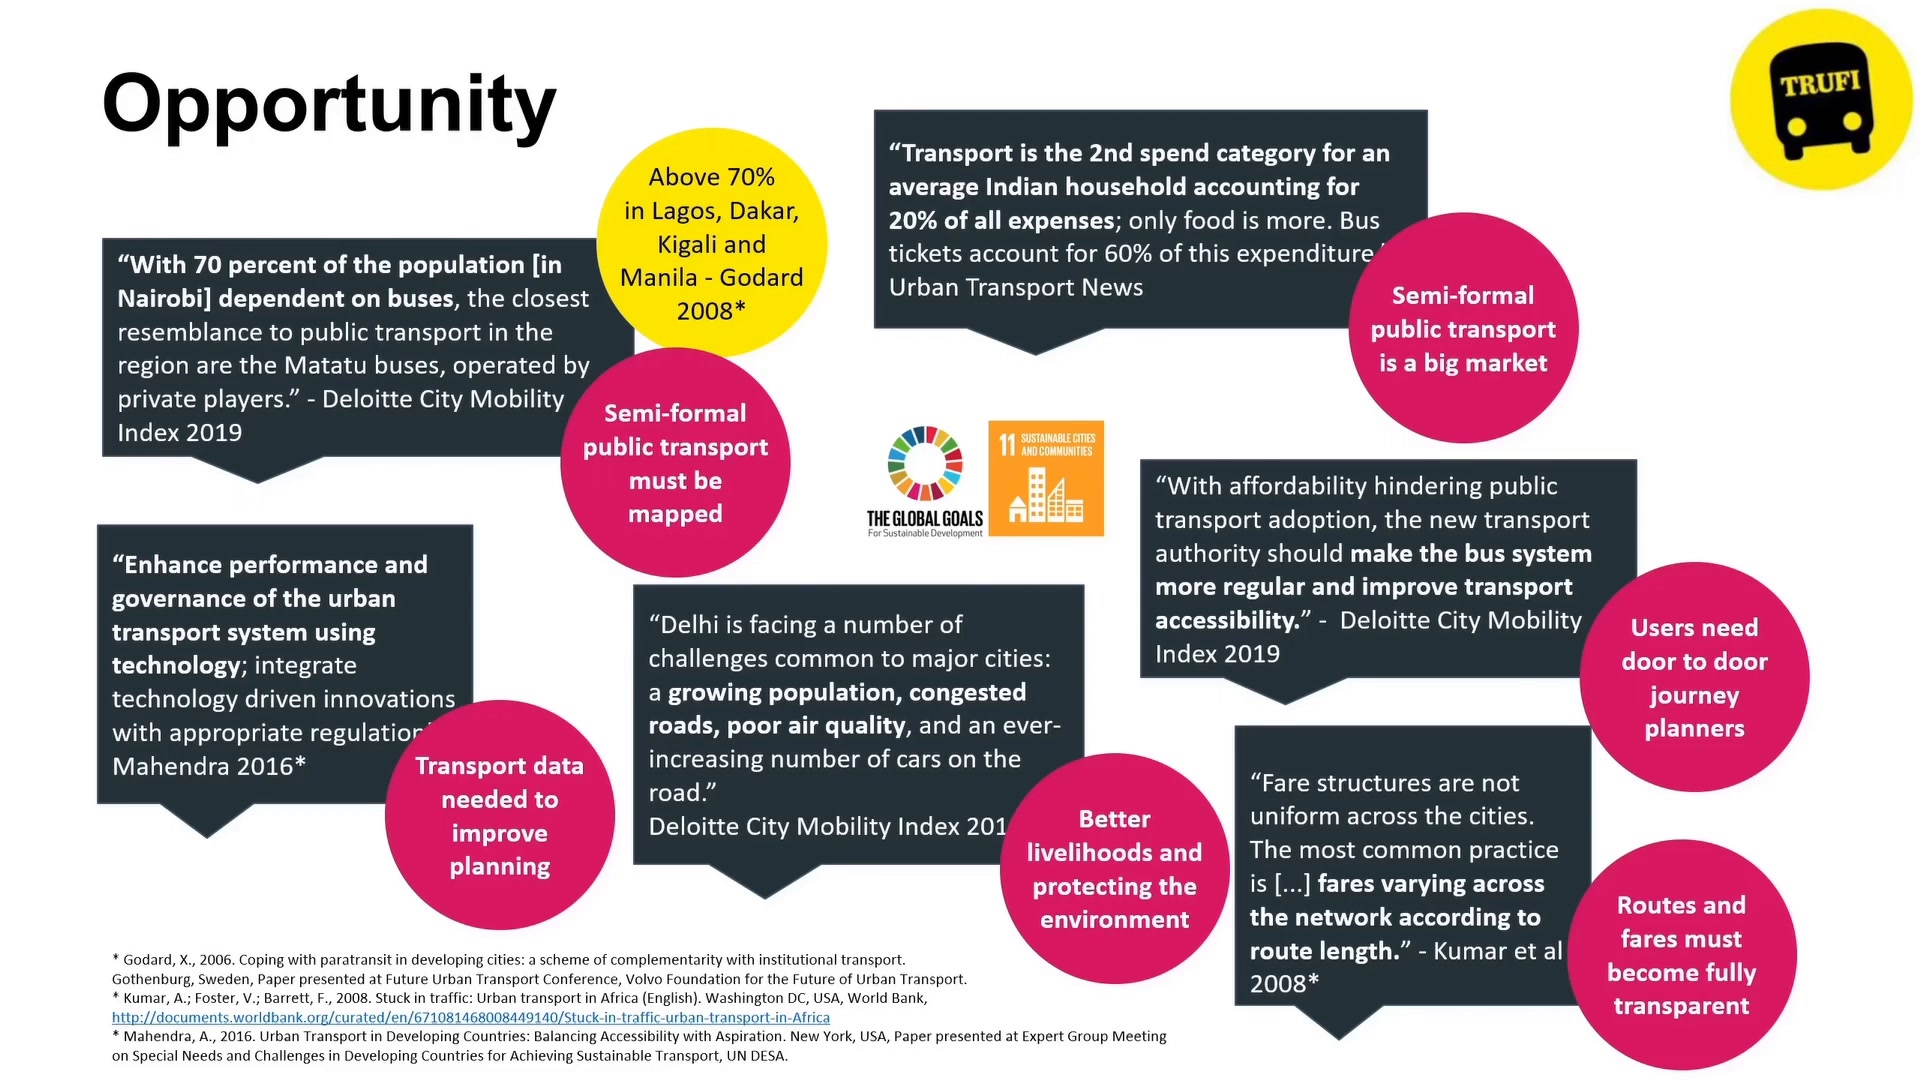 Opportunity
TRUFI
Above 70%
in Lagos, Dakar,
Kigali and
Manila - Godard
2008*
“With 70 percent of the population [in
Nairobi] dependent on buses, the closest
resemblance to public transport in the
region are the Matatu buses, operated by
private players.” - Deloitte City Mobility
Index 2019
Semi-formal
public transport
must be
mapped
“Transport is the 2nd spend category for an
average Indian household accounting for
20% of all expenses; only food is more. Bus
tickets account for 60% of this expenditure
Urban Transport News
Semi-formal
public transport
is a big market
THE GLOBAL GOALS
For Sustainable Development
11 SUSTAINABLE CITIES
AND COMMUNITIES
“With affordability hindering public
transport adoption, the new transport
authority should make the bus system
more regular and improve transport
accessibility.” - Deloitte City Mobility
Index 2019
Users need
door to door
journey
planners
“Enhance performance and
governance of the urban
transport system using
technology; integrate
technology driven innovations
with appropriate regulation
Mahendra 2016*
Transport data
needed to
improve
planning
“Delhi is facing a number of
challenges common to major cities:
a growing population, congested
roads, poor air quality, and an ever-
increasing number of cars on the
road.”
Deloitte City Mobility Index 201
Better
livelihoods and
protecting the
environment
“Fare structures are not
uniform across the cities.
The most common practice
is [...] fares varying across
the network according to
route length.” - Kumar et al
2008*
Routes and
fares must
become fully
transparent
* Godard, X., 2006. Coping with paratransit in developing cities: a scheme of complementarity with institutional transport.
Gothenburg, Sweden, Paper presented at Future Urban Transport Conference, Volvo Foundation for the Future of Urban Transport.
* Kumar, A.; Foster, V.; Barrett, F., 2008. Stuck in traffic: Urban transport in Africa (English). Washington DC, USA, World Bank,
http://documents.worldbank.org/curated/en/671081468008449140/Stuck-in-traffic-urban-transport-in-Africa
* Mahendra, A., 2016. Urban Transport in Developing Countries: Balancing Accessibility with Aspiration. New York, USA, Paper presented at Expert Group Meeting
on Special Needs and Challenges in Developing Countries for Achieving Sustainable Transport, UN DESA.